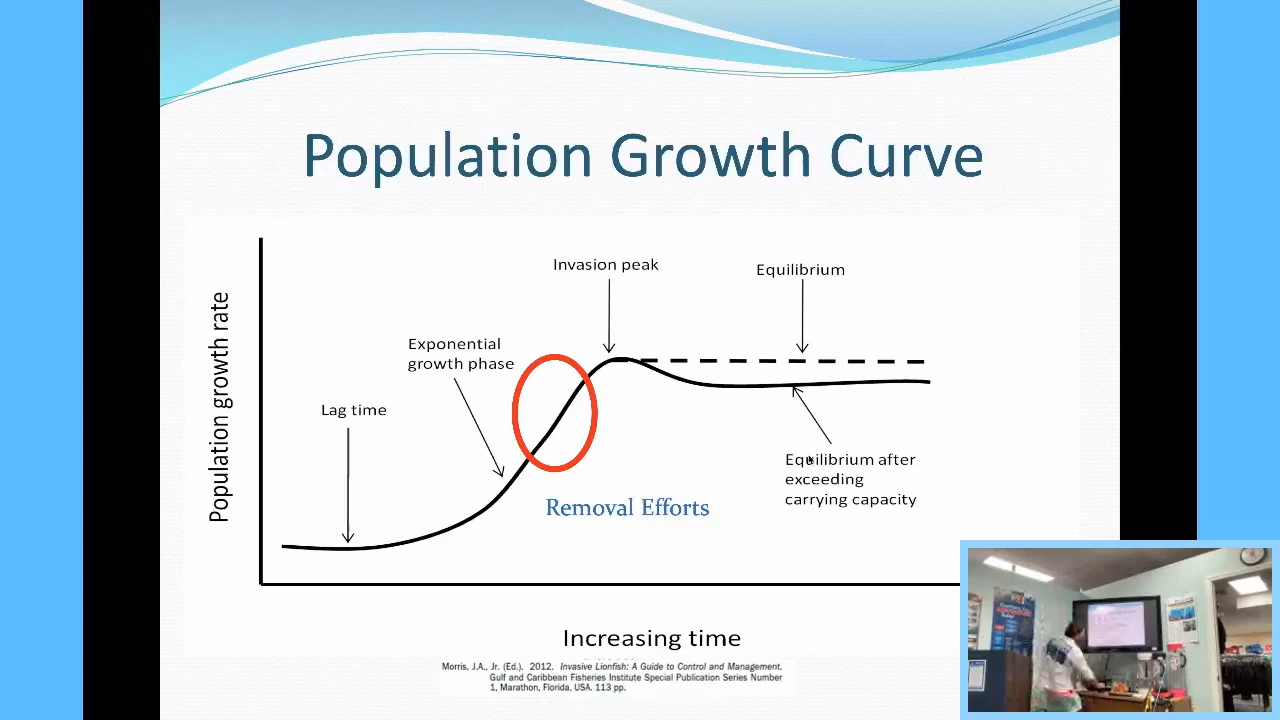 Population Growth Curve
Population growth rate
Invasion peak
Equilibrium
Exponential
growth phase
Lag time
Equilibrium after
exceeding
carrying capacity
Removal Efforts
Increasing time
Morris, J.A., Jr. (Ed.). 2012. Invasive Lionfish: A Guide to Control and Management.
Gulf and Caribbean Fisheries Institute Special Publication Series Number
1, Marathon, Florida, USA. 113 pp.